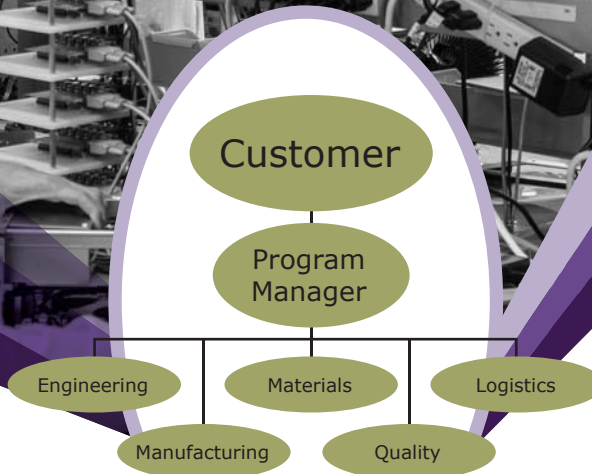 Customer
Program
Manager
Engineering
Materials
Logistics
Manufacturing
Quality